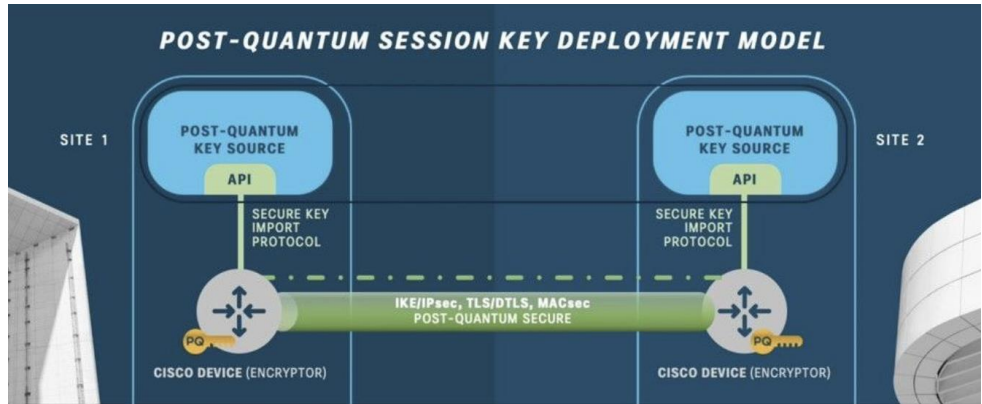 POST-QUANTUM SESSION KEY DEPLOYMENT MODEL
SITE 1
POST-QUANTUM
KEY SOURCE
API
SECURE KEY
IMPORT
PROTOCOL
POST-QUANTUM
KEY SOURCE
API
SITE 2
SECURE KEY
IMPORT
PROTOCOL
IKE/IPsec, TLS/DTLS, MACsec
POST-QUANTUM SECURE
PQ
PQ
CISCO DEVICE (ENCRYPTOR)
CISCO DEVICE (ENCRYPTOR)